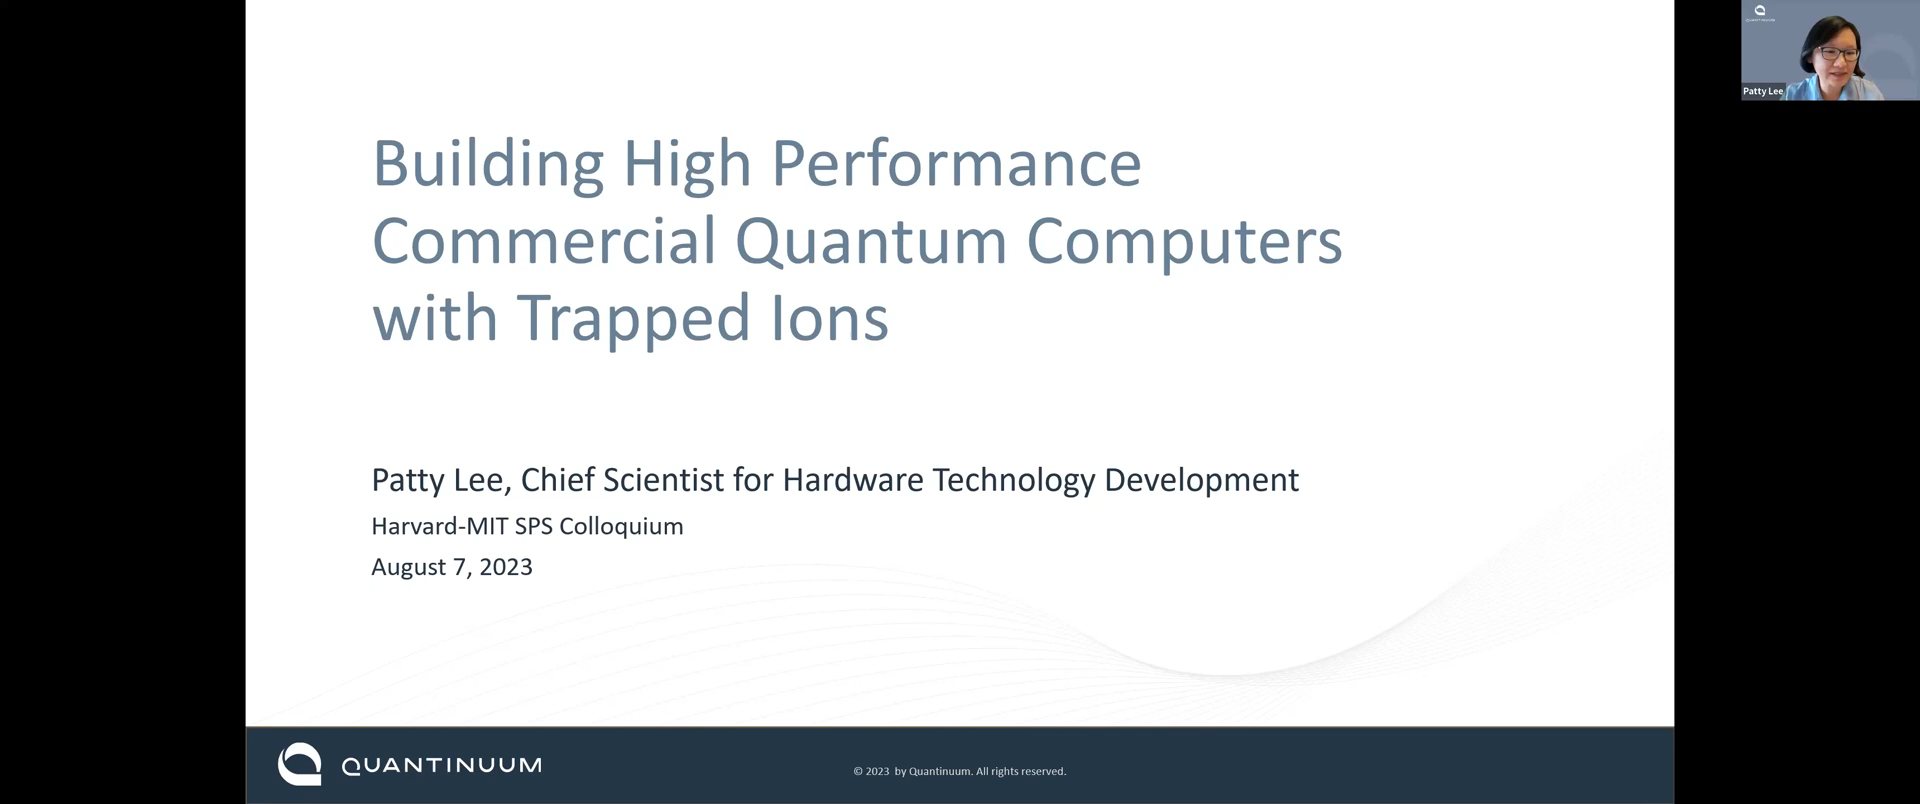 Building High Performance
Commercial Quantum Computers
with Trapped Ions
Patty Lee, Chief Scientist for Hardware Technology Development
Harvard-MIT SPS Colloquium
August 7, 2023
QUANTINUUM
© 2023 by Quantinuum. All rights reserved.
Patty Lee